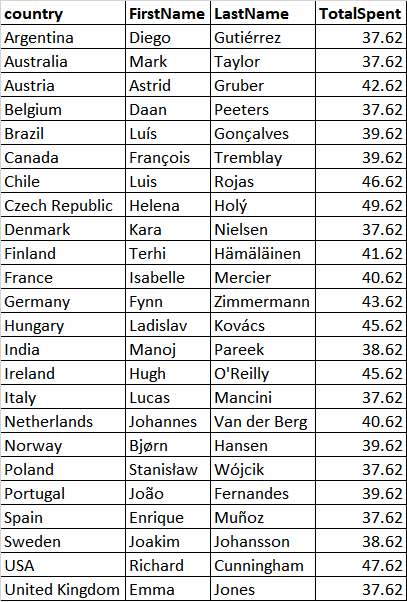 country FirstName LastName TotalSpent
Argentina Diego Gutiérrez 37.62
Australia Mark Taylor 37.62
Austria Astrid Gruber 42.62
Belgium Daan Peeters 37.62
Brazil Luís Gonçalves 39.62
Canada François Tremblay 39.62
Chile Luis Rojas 46.62
Czech Republic Helena Holý 49.62
Denmark Kara Nielsen 37.62
Finland Terhi Hämäläinen 41.62
France Isabelle Mercier 40.62
Germany Fynn Zimmermann 43.62
Hungary Ladislav Kovács 45.62
India Manoj Pareek 38.62
Ireland Hugh O'Reilly 45.62
Italy Lucas Mancini 37.62
Netherlands Johannes Van der Berg 40.62
Norway Bjørn Hansen 39.62
Poland Stanisław Wójcik 37.62
Portugal João Fernandes 39.62
Spain Enrique Muñoz 37.62
Sweden Joakim Johansson 38.62
USA Richard Cunningham 47.62
United Kingdom Emma Jones 37.62